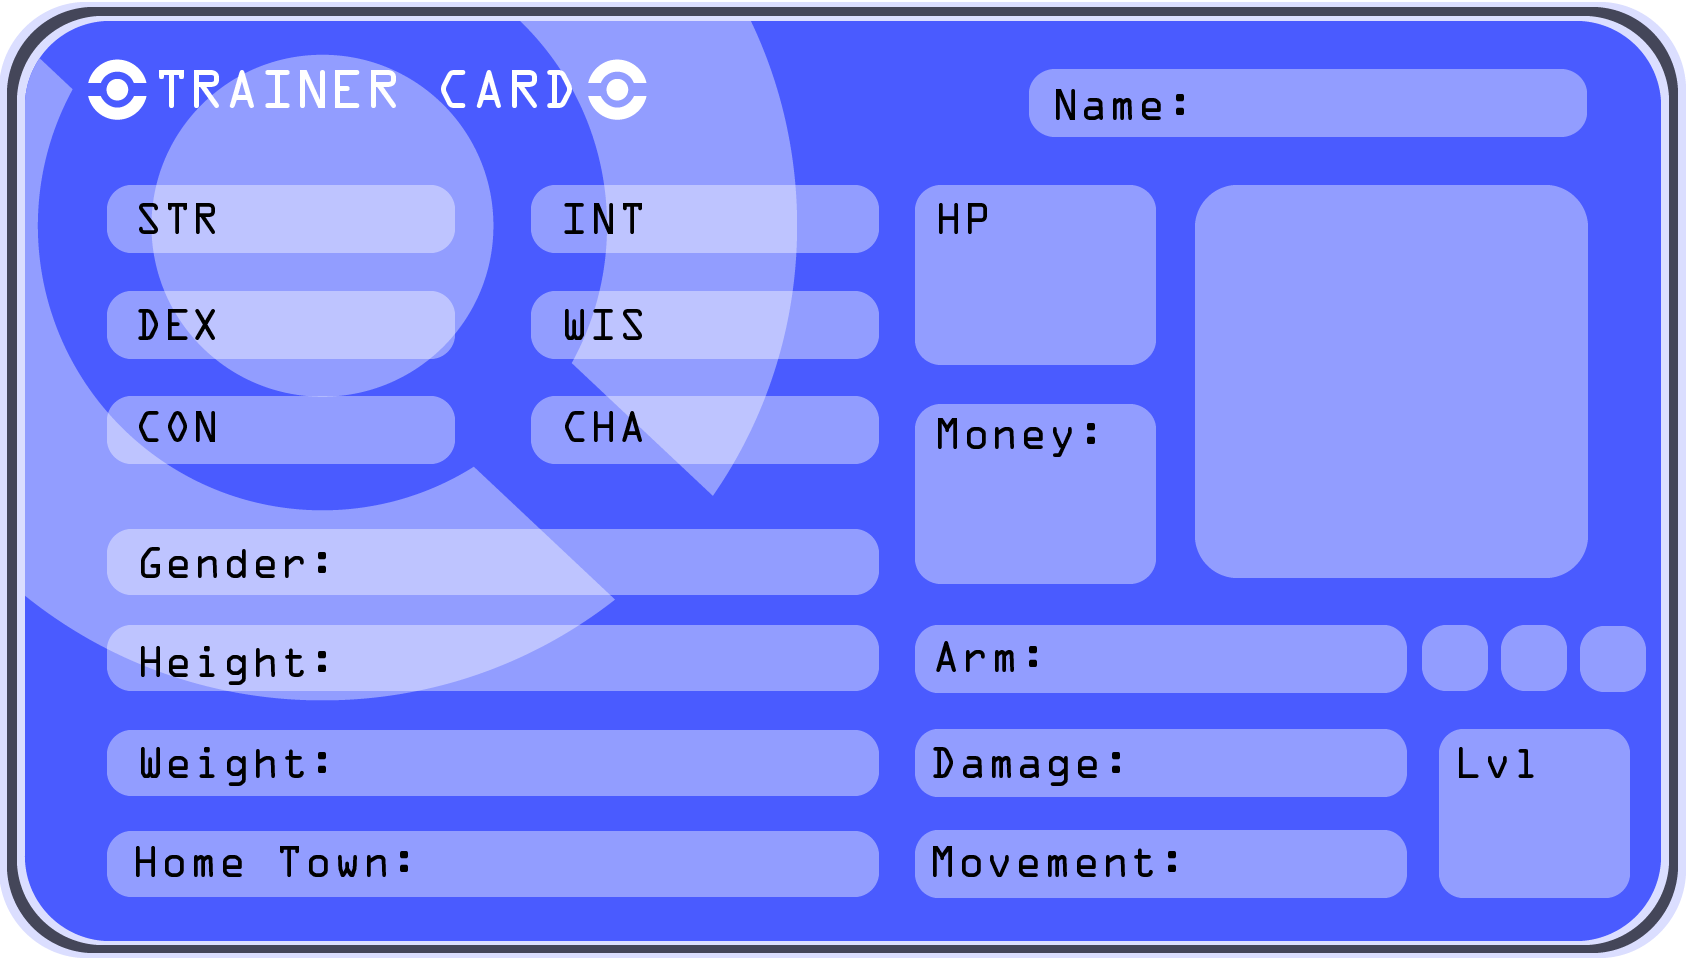 TRAINER CARD
Name:
STR
INT
HP
DEX
WIS
CON
CHA
Money:
Gender:
Height:
Arm:
Weight:
Damage:
Lvl
Home Town:
Movement: